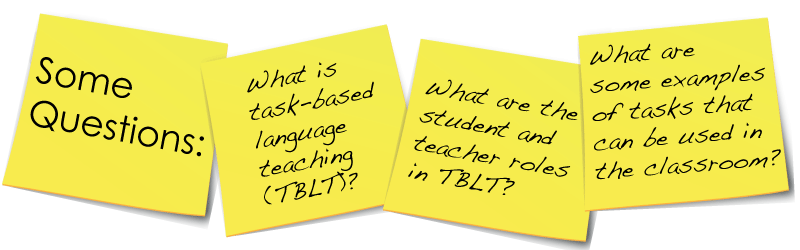 Some
Questions:
What is
task-based
language
teaching
(TBLT)?
What are the
student and
teacher roles
in TBLT?
What are
some examples
of tasks that
can be used in
the classroom?